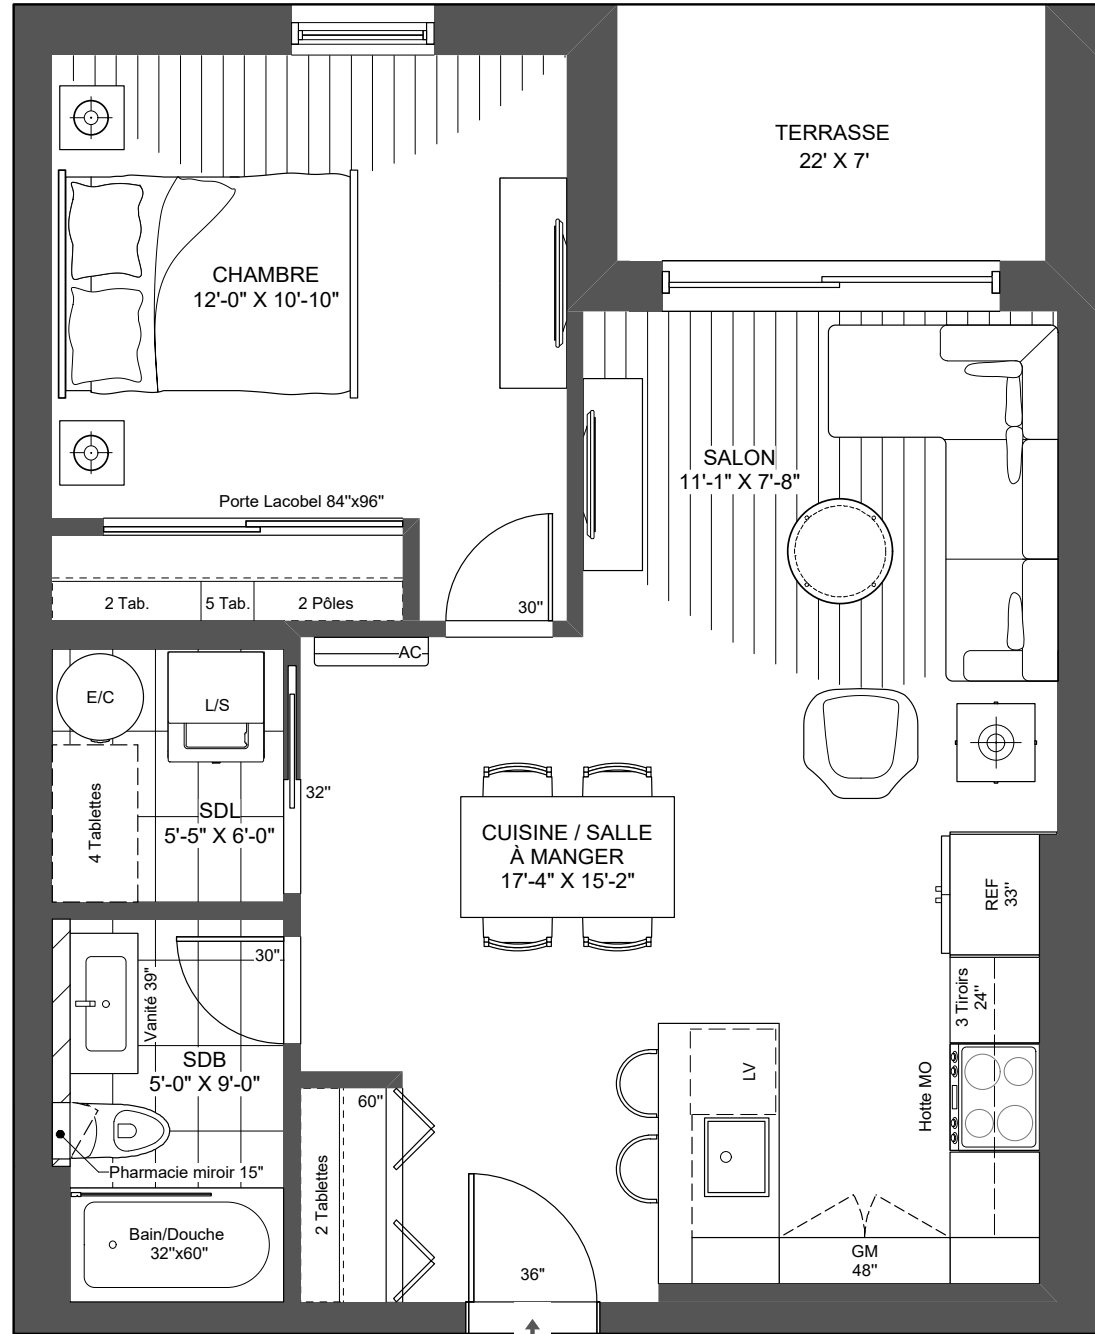 TERRASSE
22' X 7'
CHAMBRE
12'-0" X 10'-10"
SALON
11'-1" X 7'-8"
Porte Lacobel 84"x96"
2 Tab.
5 Tab.
2 Pôles
30"
AC
E/C
L/S
4 Tablettes
SDL
5'-5" X 6'-0"
32"
CUISINE / SALLE
À MANGER
17'-4" X 15'-2"
REF
33"
3 Tiroirs
24"
Vanité 39"
30"
SDB
5'-0" X 9'-0"
LV
Hotte MO
60"
Pharmacie miroir 15"
2 Tablettes
Bain/Douche
32"x60"
36"
GM
48"